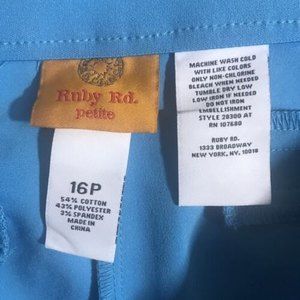 Ruby Rd.
petite
16P
54% COTTON
43% POLYESTER
3% SPANDEX
MADE IN
CHINA
MACHINE WASH COLD
WITH LIKE COLORS
ONLY NON-CHLORINE
BLEACH WHEN NEEDED
TUMBLE DRY LOW
LOW IRON IF NEEDED
DO NOT IRON
EMBELLISHMENT
STYLE 28300 AT
RN 107680
RUBY RD.
1333 BROADWAY
NEW YORK, NY, 10018